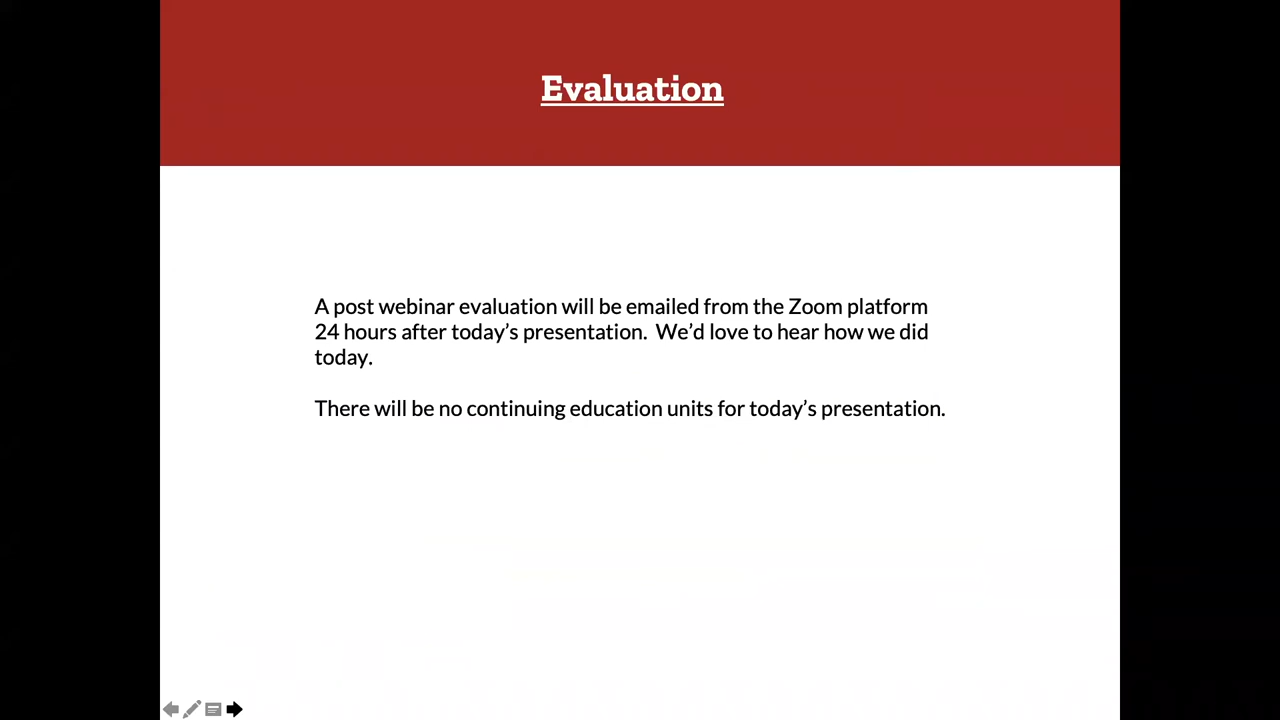 Evaluation
A post webinar evaluation will be emailed from the Zoom platform
24 hours after today’s presentation.  We’d love to hear how we did
today.
There will be no continuing education units for today’s presentation.